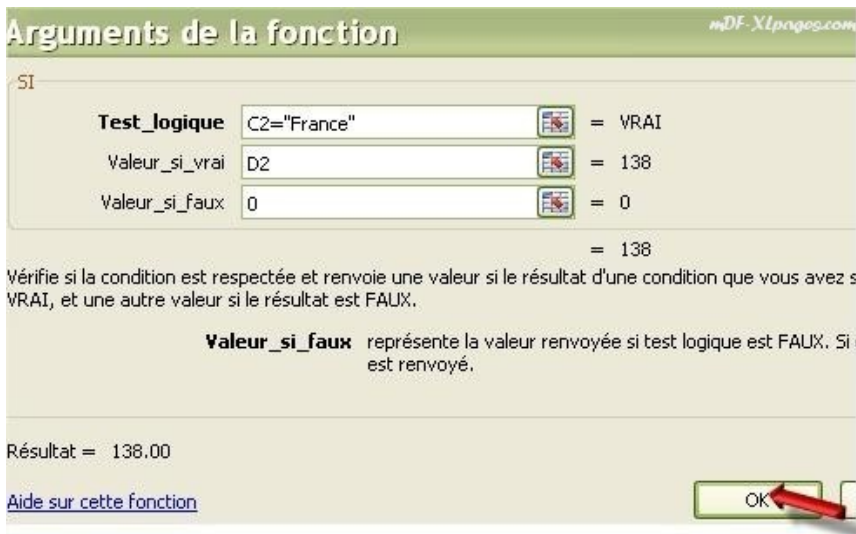 Arguments de la fonction
mDF-XLpages.com
SI
Test_logique C2="France" = VRAI
Valeur_si_vrai D2 = 138
Valeur_si_faux 0 = 0
= 138
Vérifie si la condition est respectée et renvoie une valeur si le résultat d'une condition que vous avez s
VRAI, et une autre valeur si le résultat est FAUX.
Valeur_si_faux représente la valeur renvoyée si test logique est FAUX. Si
est renvoyé.
Résultat = 138.00
Aide sur cette fonction
OK